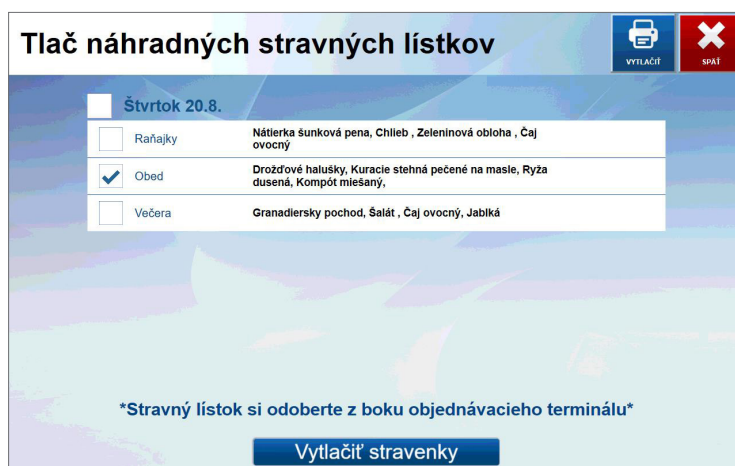 Tlač náhradných stravných lístkov
VYTLAČIŤ
SPÄŤ
Štvrtok 20.8.
Raňajky
Nátierka šunková pena, Chlieb , Zeleninová obloha , Čaj
ovocný
Obed
Drožďové halušky, Kuracie stehná pečené na masle, Ryža
dusená, Kompót miešaný,
Večera
Granadiersky pochod, Šalát , Čaj ovocný, Jablká
*Stravný lístok si odoberte z boku objednávacieho terminálu*
Vytlačiť stravenky